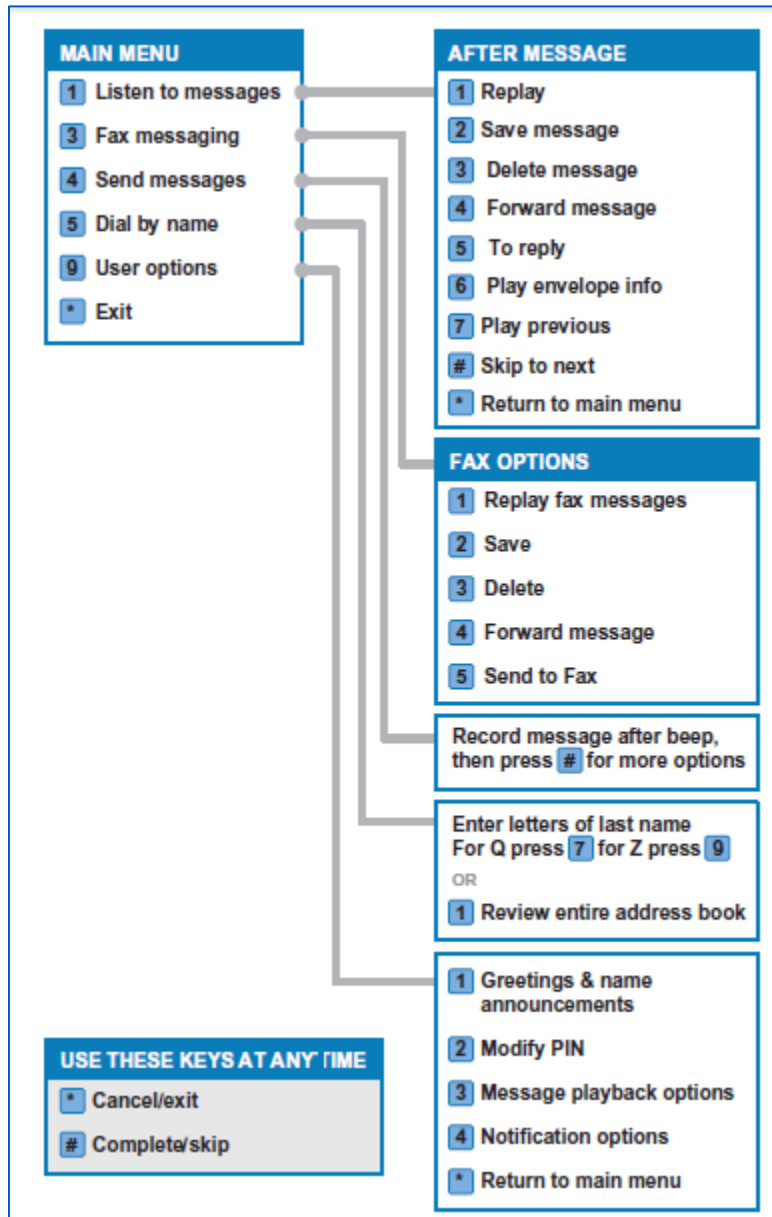 MAIN MENU
1 Listen to messages
3 Fax messaging
4 Send messages
5 Dial by name
9 User options
* Exit
AFTER MESSAGE
1 Replay
2 Save message
3 Delete message
4 Forward message
5 To reply
6 Play envelope info
7 Play previous
# Skip to next
* Return to main menu
FAX OPTIONS
1 Replay fax messages
2 Save
3 Delete
4 Forward message
5 Send to Fax
Record message after beep,
then press # for more options
Enter letters of last name
For Q press 7 for Z press 9
OR
1 Review entire address book
1 Greetings & name
announcements
2 Modify PIN
3 Message playback options
4 Notification options
* Return to main menu
USE THESE KEYS AT ANY TIME
* Cancel/exit
# Complete/skip